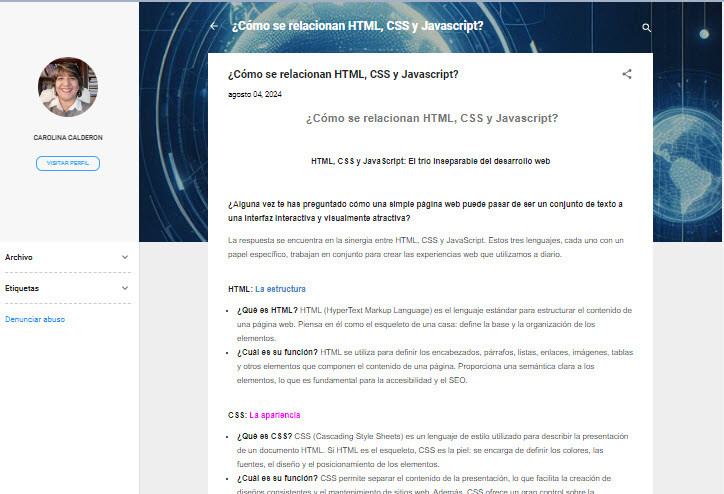 ¿Cómo se relacionan HTML, CSS y Javascript?
CAROLINA CALDERON
VISITAR PERFIL
Archivo
Etiquetas
Denunciar abuso
¿Cómo se relacionan HTML, CSS y Javascript?
agosto 04, 2024
¿Cómo se relacionan HTML, CSS y Javascript?
HTML, CSS y JavaScript: El trío inseparable del desarrollo web
¿Alguna vez te has preguntado cómo una simple página web puede pasar de ser un conjunto de texto a
una interfaz interactiva y visualmente atractiva?
La respuesta se encuentra en la sinergia entre HTML, CSS y JavaScript. Estos tres lenguajes, cada uno con un
papel específico, trabajan en conjunto para crear las experiencias web que utilizamos a diario.
HTML: La estructura
• ¿Qué es HTML? HTML (HyperText Markup Language) es el lenguaje estándar para estructurar el contenido de
una página web. Piensa en él como el esqueleto de una casa: define la base y la organización de los
elementos.
• ¿Cuál es su función? HTML se utiliza para definir los encabezados, párrafos, listas, enlaces, imágenes, tablas
y otros elementos que componen el contenido de una página. Proporciona una semántica clara a los
elementos, lo que es fundamental para la accesibilidad y el SEO.
CSS: La apariencia
• ¿Qué es CSS? CSS (Cascading Style Sheets) es un lenguaje de estilo utilizado para describir la presentación
de un documento HTML. Si HTML es el esqueleto, CSS es la piel: se encarga de definir los colores, las
fuentes, el diseño y el posicionamiento de los elementos.
• ¿Cuál es su función? CSS permite separar el contenido de la presentación, lo que facilita la creación de
diseños consistentes y el mantenimiento de sitios web. Además, CSS ofrece un gran control sobre la